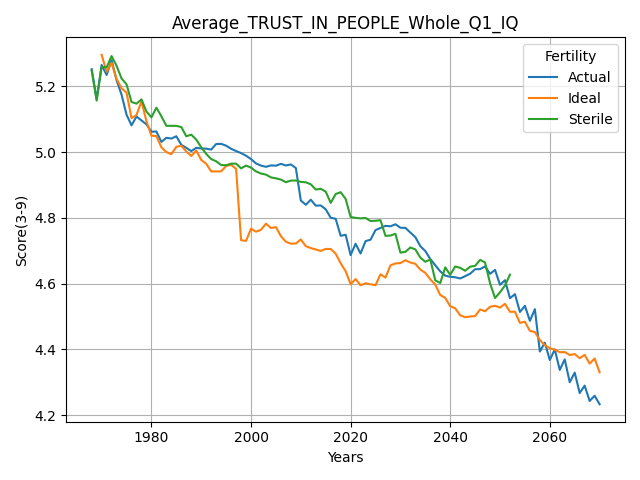 Average_TRUST_IN_PEOPLE_Whole_Q1_IQ
Fertility
Actual
Ideal
Sterile
Score(3-9)
5.2
5.0
4.8
4.6
4.4
4.2
1980 2000 2020 2040 2060
Years